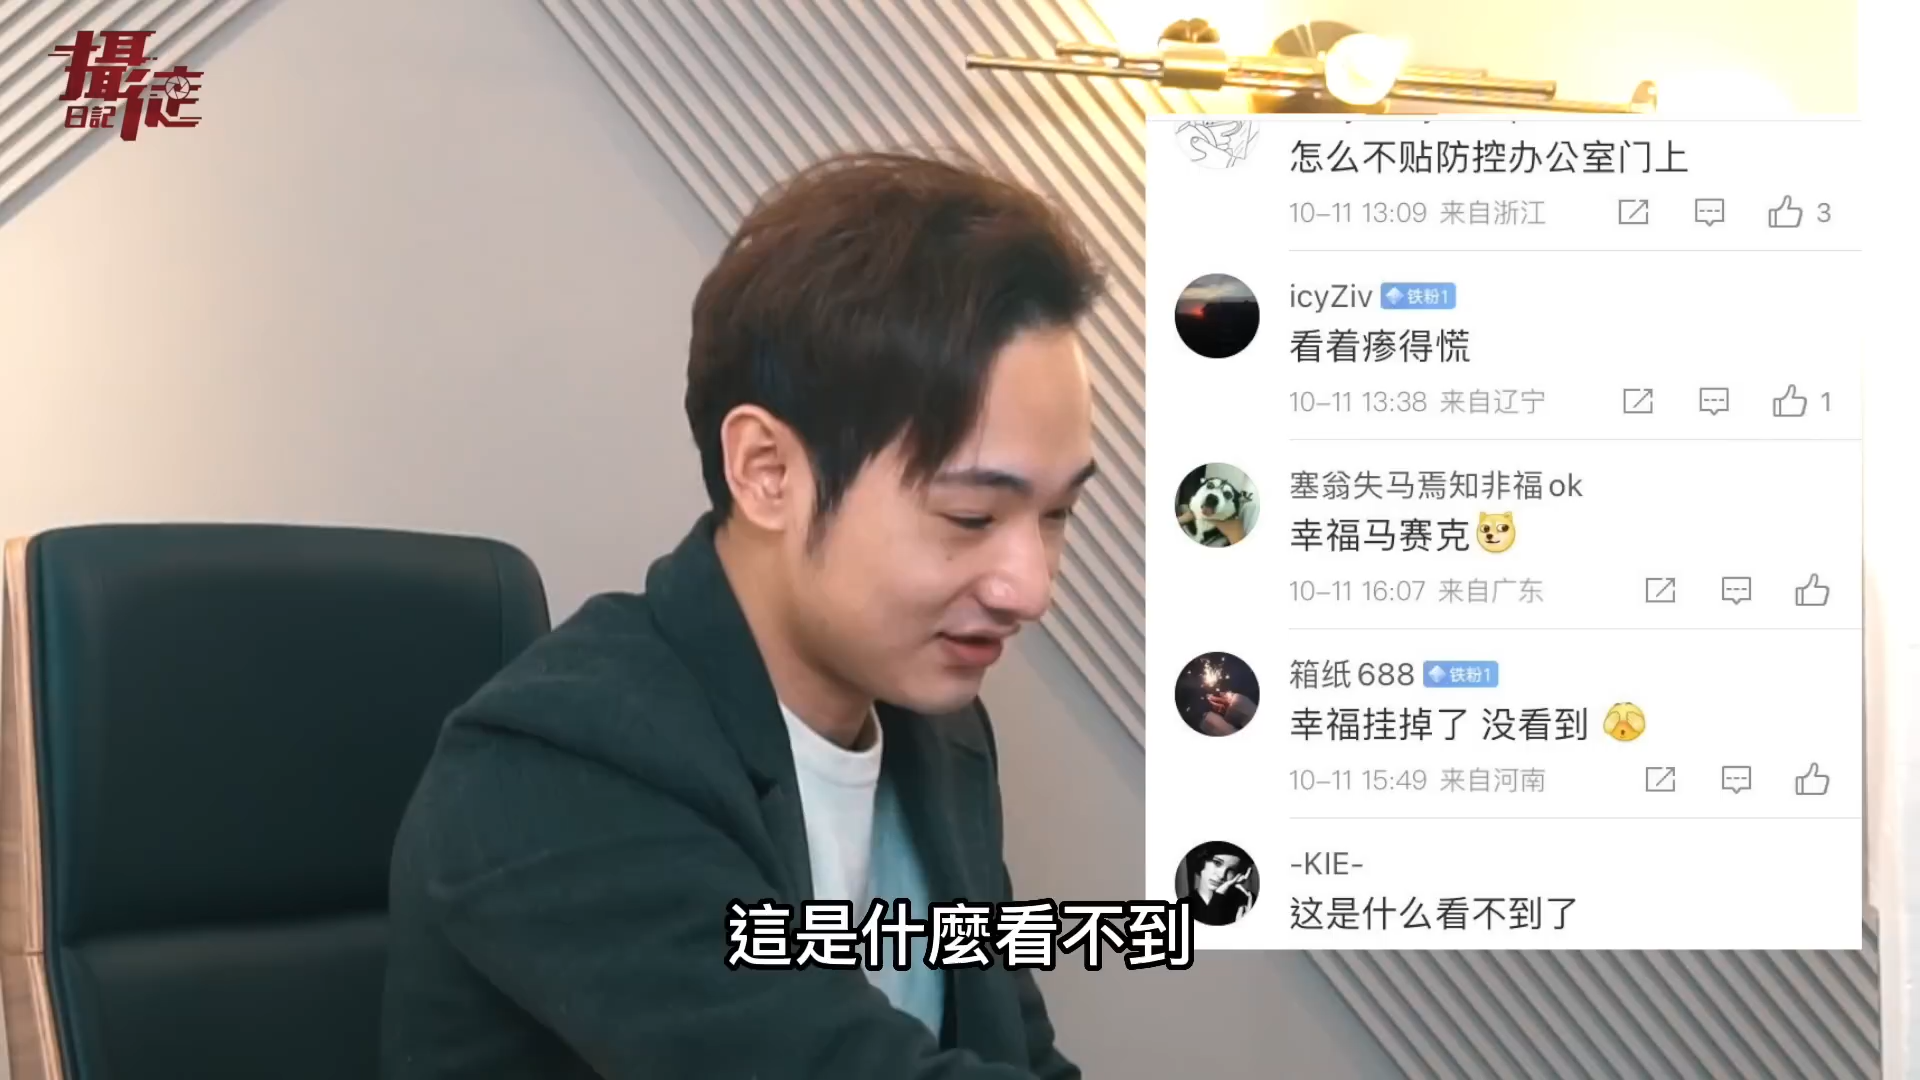 攝徒
日記
怎么不贴防控办公室门上
10-11 13:09 来自浙江
3
icyZiv 铁粉1
看着瘆得慌
10-11 13:38 来自辽宁
1
塞翁失马焉知非福ok
幸福马赛克
10-11 16:07 来自广东
箱纸688 铁粉1
幸福挂掉了 没看到
10-11 15:49 来自河南
-KIE-
这是什么看不到了
這是什麼看不到